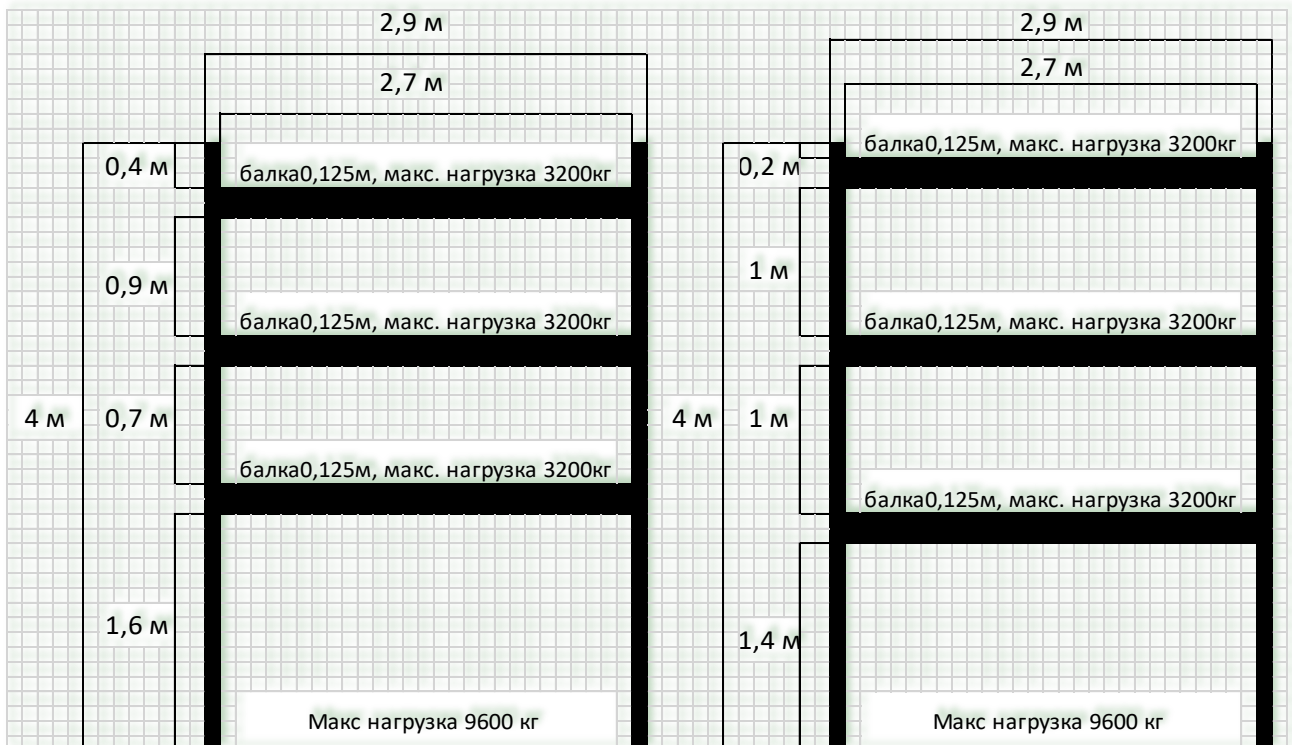 2,9 м
2,7 м
0,4 м
балка0,125м, макс. нагрузка 3200кг
0,9 м
балка0,125м, макс. нагрузка 3200кг
4 м
0,7 м
балка0,125м, макс. нагрузка 3200кг
1,6 м
Макс нагрузка 9600 кг
2,9 м
2,7 м
0,2 м
балка0,125м, макс. нагрузка 3200кг
1 м
балка0,125м, макс. нагрузка 3200кг
4 м
1 м
балка0,125м, макс. нагрузка 3200кг
1,4 м
Макс нагрузка 9600 кг